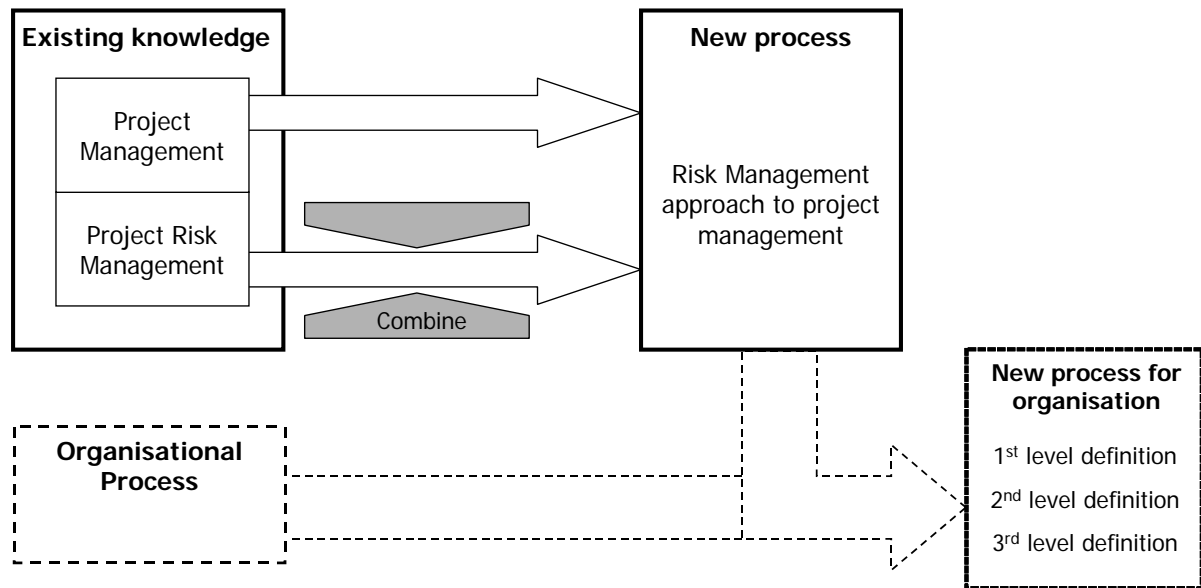 Existing knowledge
Project
Management
Project Risk
Management
Combine
New process
Risk Management
approach to project
management
Organisational
Process
New process for
organisation
1st level definition
2nd level definition
3rd level definition